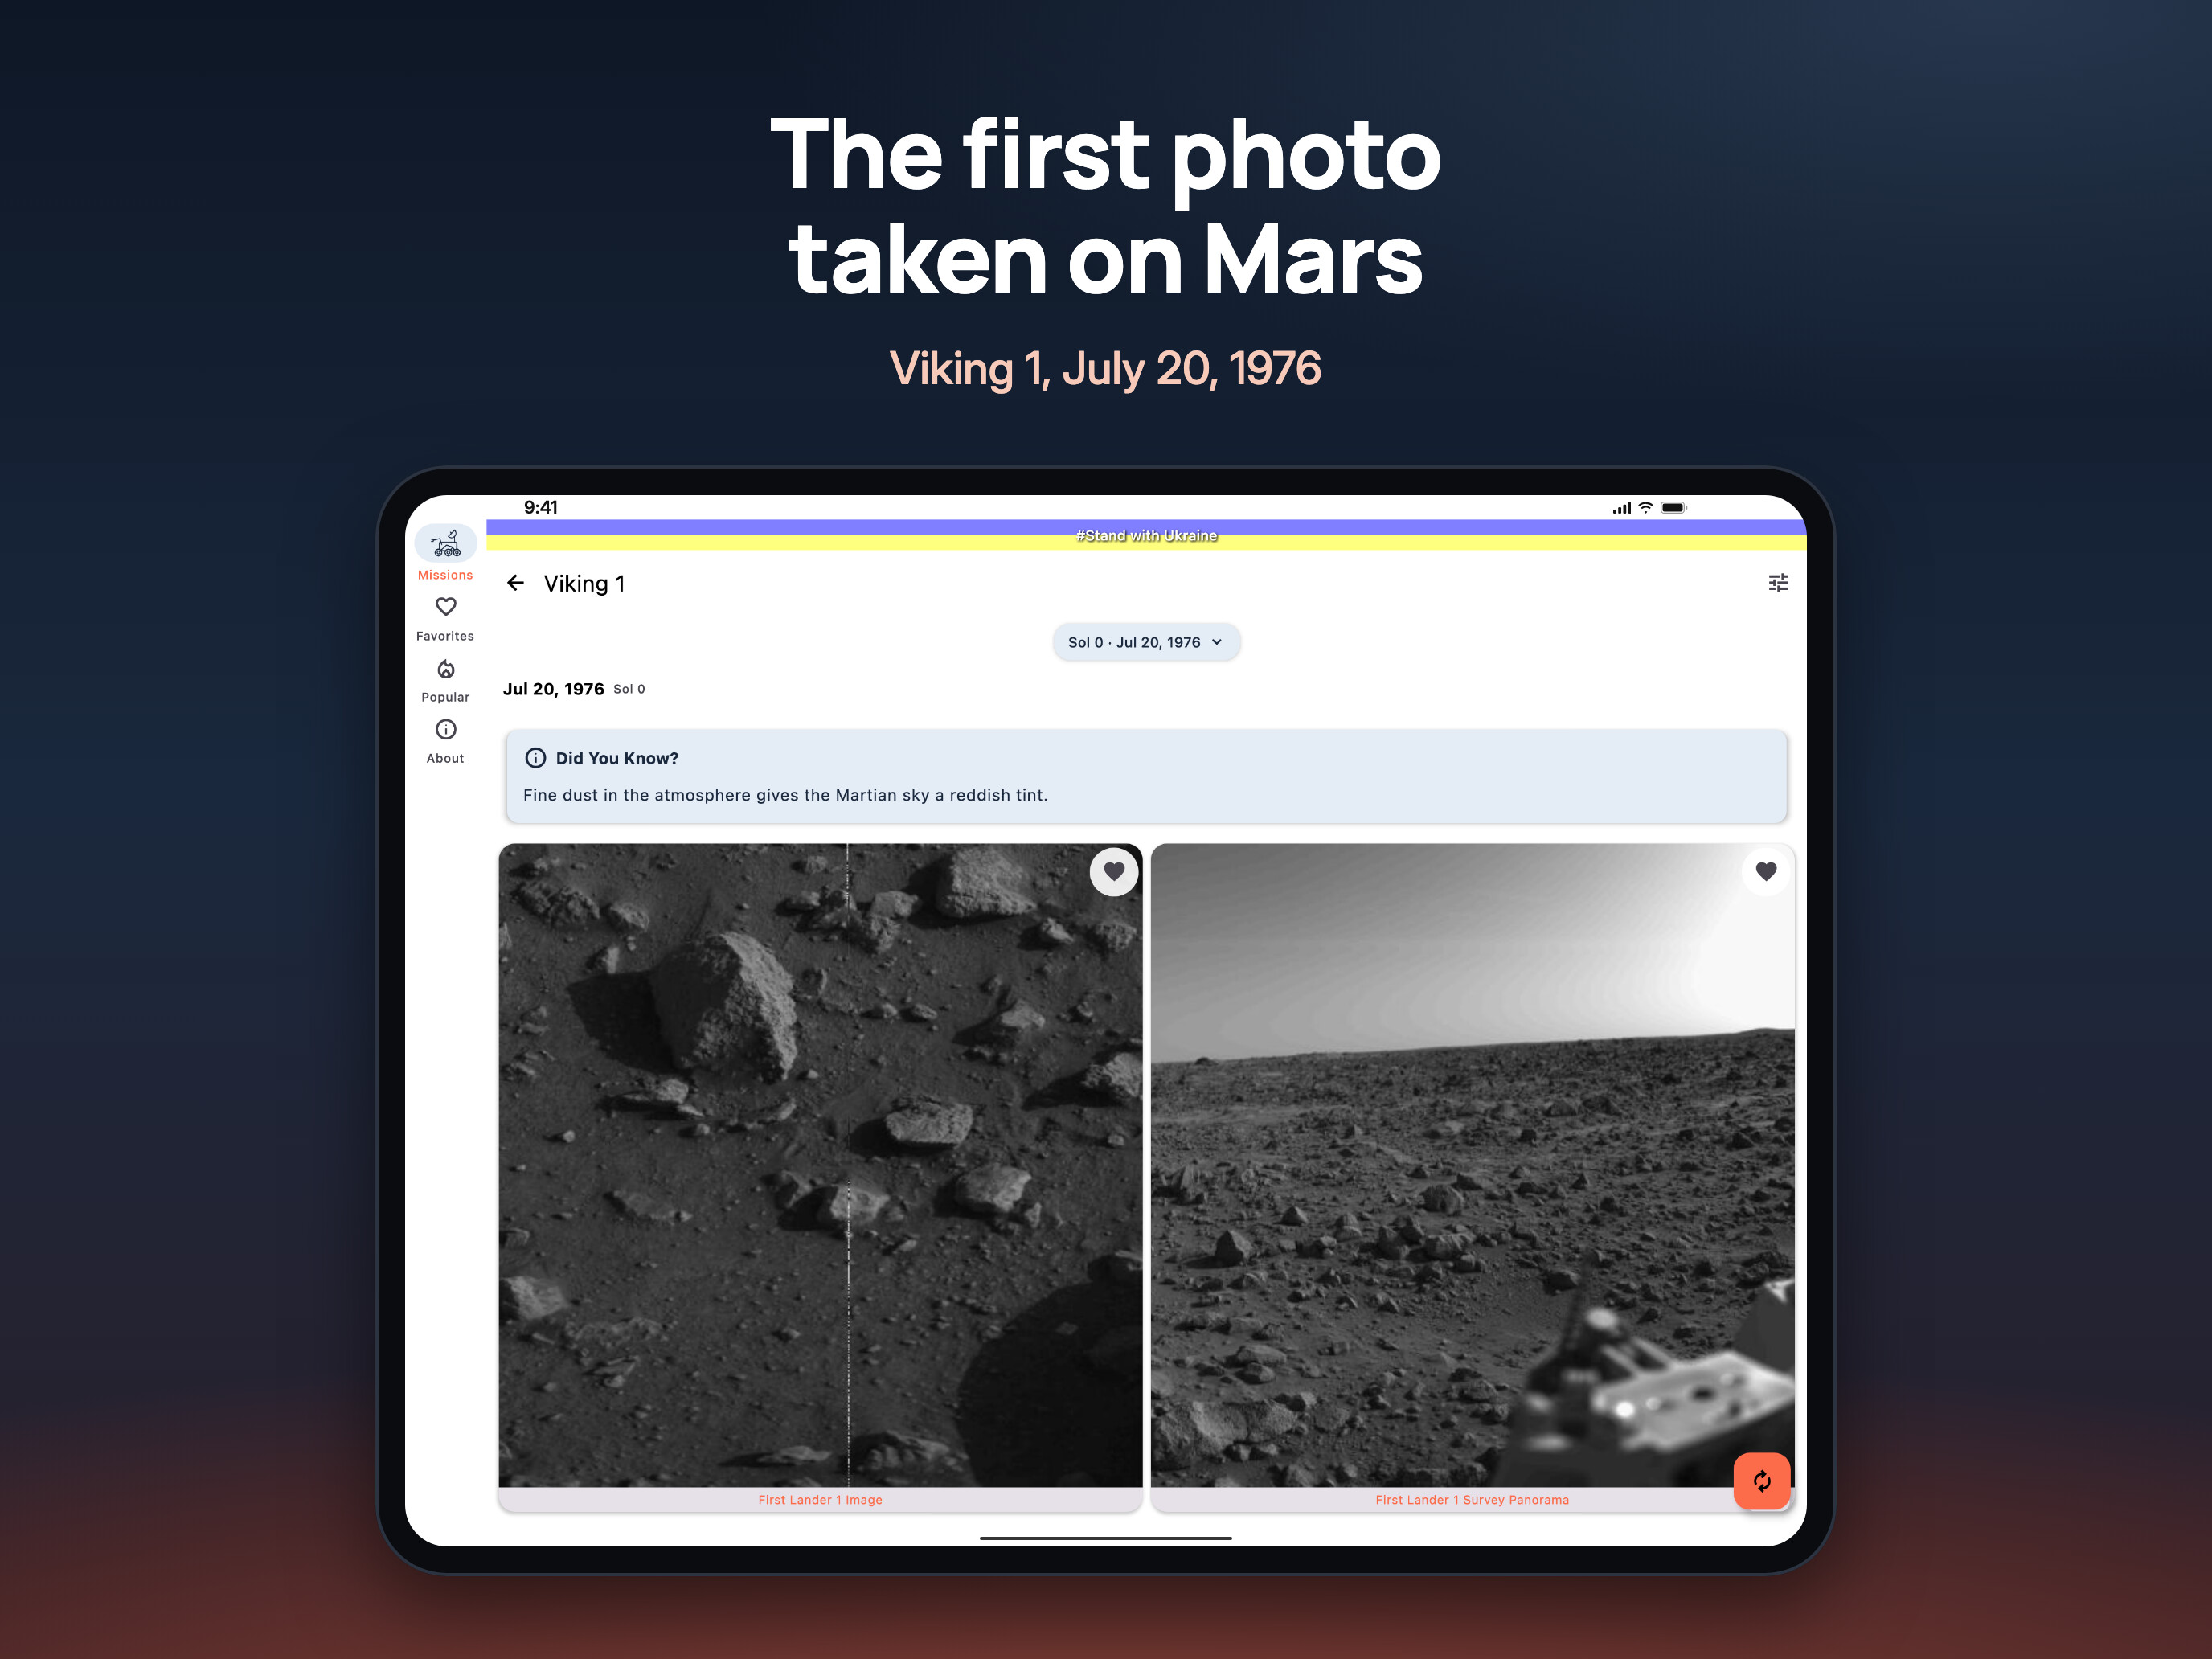 The first photo
taken on Mars
Viking 1, July 20, 1976
9:41
#Stand with Ukraine
Missions
Favorites
Popular
About
Viking 1
Sol 0 · Jul 20, 1976
Jul 20, 1976 Sol 0
Did You Know?
Fine dust in the atmosphere gives the Martian sky a reddish tint.
First Lander 1 Image
First Lander 1 Survey Panorama